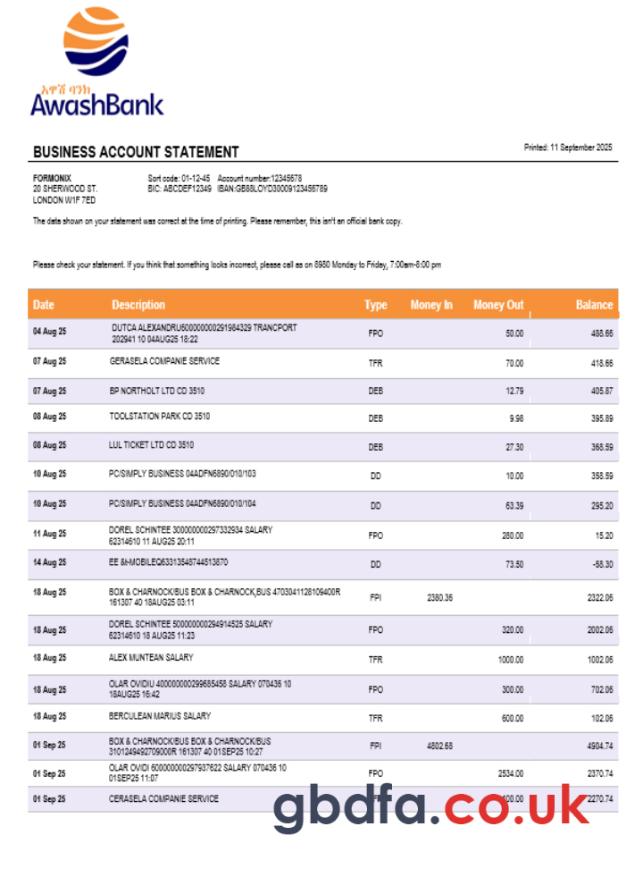 አዋሽ ባንክ
AwashBank
BUSINESS ACCOUNT STATEMENT
Printed: 11 September 2025
FORMONIX
20 SHERWOOD ST.
LONDON W1F 7ED
Sort code: 01-12-45 Account number:12345678
BIC: ABCDEF12349 IBAN:GB88LOYD30009123456789
The data shown on your statement was correct at the time of printing. Please remember, this isn't an official bank copy.
Please check your statement. If you think that something looks incorrect, please call as on 8980 Monday to Friday, 7:00am-8:00 pm
Date Description Type Money In Money Out Balance
04 Aug 25 DUTCA ALEXANDRU600000000291984329 TRANCPORT FPO 50.00 488.66
202941 10 04AUG25 18:22
07 Aug 25 GERASELA COMPANIE SERVICE TFR 70.00 418.66
07 Aug 25 BP NORTHOLT LTD CD 3510 DEB 12.79 405.87
08 Aug 25 TOOLSTATION PARK CD 3510 DEB 9.98 395.89
08 Aug 25 LUL TICKET LTD CD 3510 DEB 27.30 368.59
10 Aug 25 PC/SIMPLY BUSINESS 04ADFN6890/010/103 DD 10.00 358.59
10 Aug 25 PC/SIMPLY BUSINESS 04ADFN6890/010/104 DD 63.39 295.20
11 Aug 25 DOREL SCHINTEE 300000000297332934 SALARY FPO 280.00 15.20
62314610 11 AUG25 20:11
14 Aug 25 EE &MOBILEQ63313548744513870 DD 73.50 -58.30
18 Aug 25 BOX & CHARNOCK/BUS BOX & CHARNOCK,BUS 4703041128109400R FPI 2380.36 2322.06
161307 40 18AUG25 03:11
18 Aug 25 DOREL SCHINTEE 500000000294914525 SALARY FPO 320.00 2002.06
62314610 18 AUG25 11:23
18 Aug 25 ALEX MUNTEAN SALARY TFR 1000.00 1002.06
18 Aug 25 OLAR OVIDIU 400000000299685458 SALARY 070436 10 FPO 300.00 702.06
18AUG25 16:42
18 Aug 25 BERCULEAN MARIUS SALARY TFR 600.00 102.06
01 Sep 25 BOX & CHARNOCK/BUS BOX & CHARNOCK/BUS FPI 4802.68 4904.74
3101249492709000R 161307 40 01SEP25 10:27
01 Sep 25 OLAR OVIDI 600000000297937622 SALARY 070436 10 FPO 2534.00 2370.74
01SEP25 11:07
01 Sep 25 CERASELA COMPANIE SERVICE 2270.74
gbdfa.co.uk